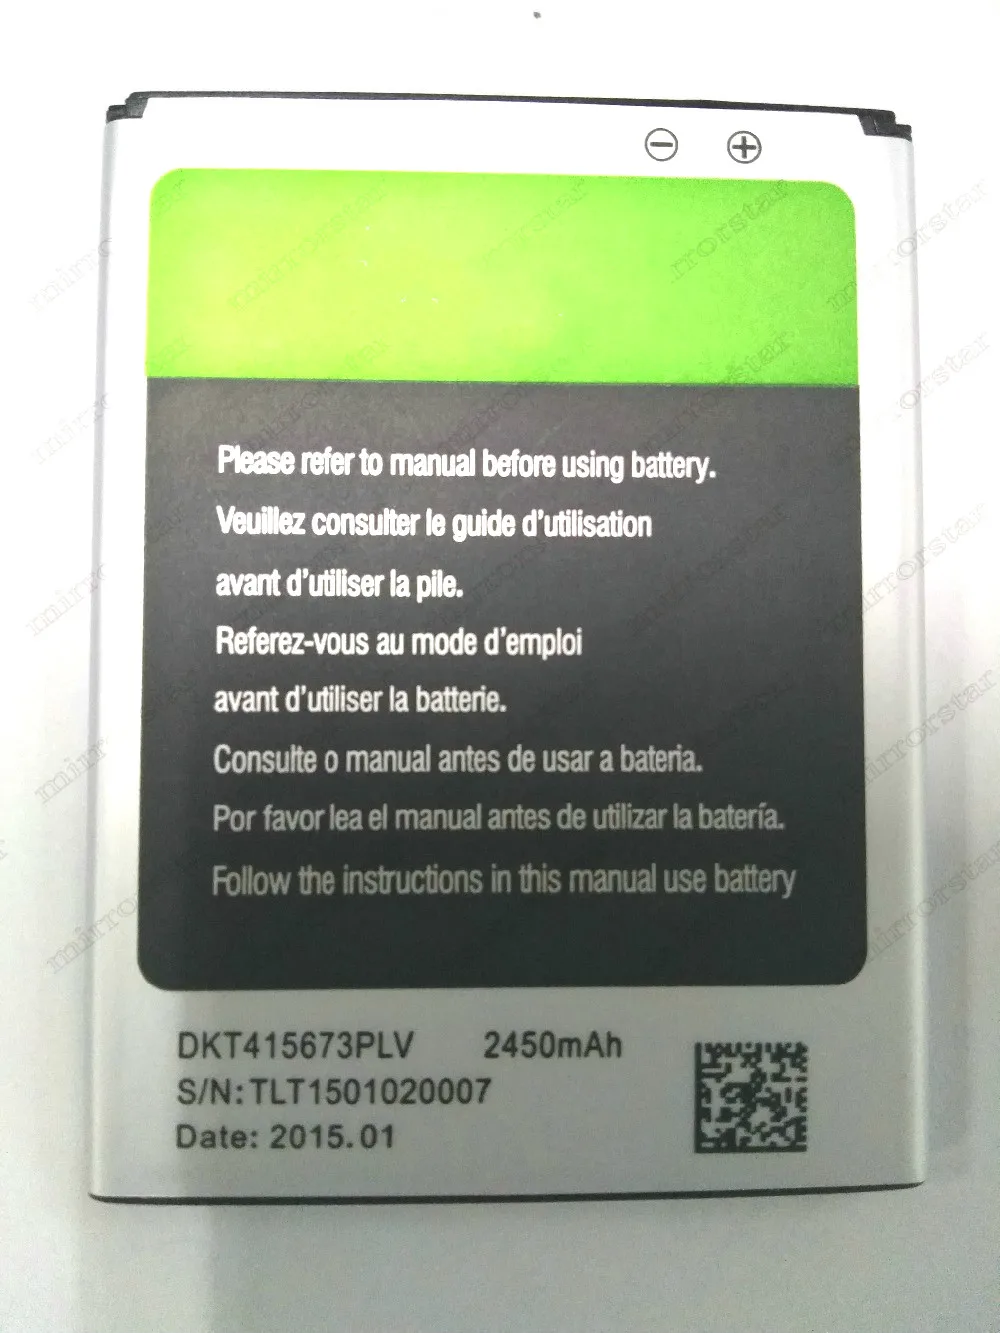 Please refer to manual before using battery.
Veuillez consulter le guide d'utilisation
avant d'utiliser la pile.
Referez-vous au mode d'emploi
avant d'utiliser la batterie.
Consulte o manual antes de usar a bateria.
Por favor lea el manual antes de utilizar la batería.
Follow the instructions in this manual use battery
DKT415673PLV 2450mAh
S/N:TLT1501020007
Date: 2015.01
mirrorstar